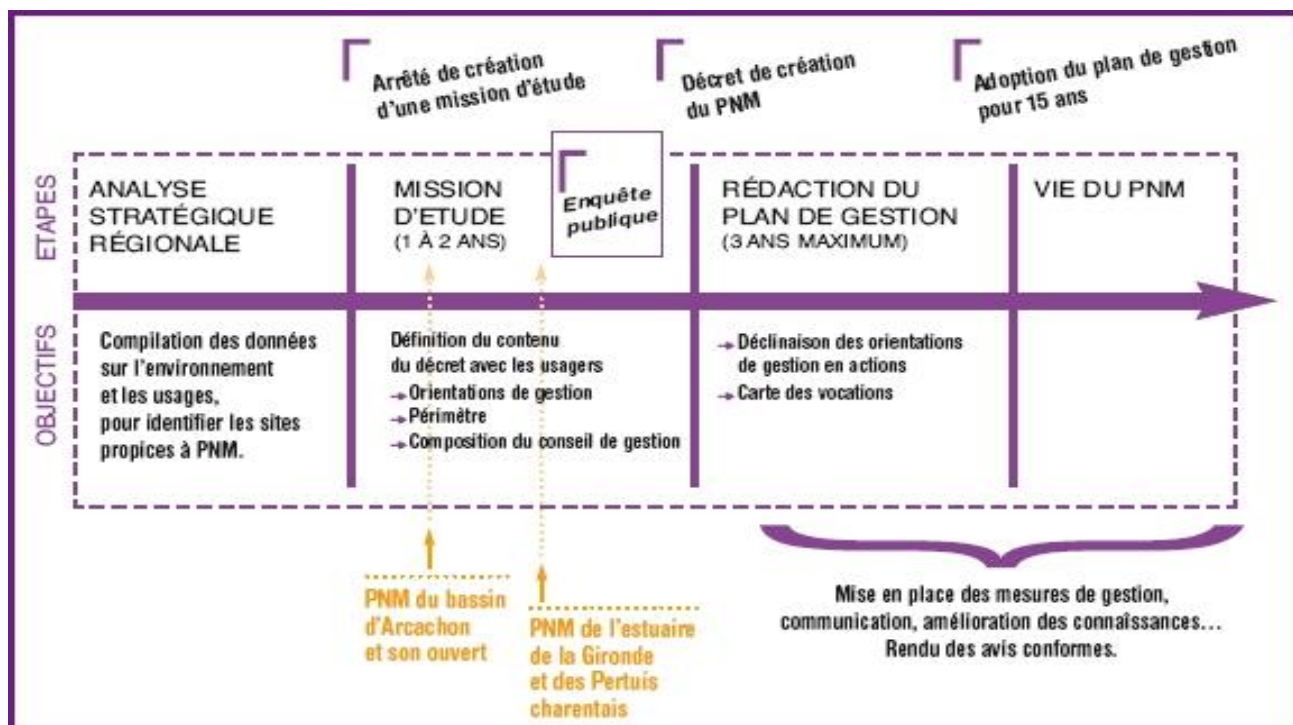 Arrêté de création
d'une mission d'étude
Décret de création
du PNM
Adoption du plan de gestion
pour 15 ans
ETAPES
ANALYSE
STRATÉGIQUE
RÉGIONALE
MISSION
D'ETUDE
(1 À 2 ANS)
Enquête
publique
RÉDACTION DU
PLAN DE GESTION
(3 ANS MAXIMUM)
VIE DU PNM
OBJECTIFS
Compilation des données
sur l'environnement
et les usages,
pour identifier les sites
propices à PNM.
Définition du contenu
du décret avec les usagers
→ Orientations de gestion
→ Périmètre
→ Composition du conseil de gestion
→ Déclinaison des orientations
de gestion en actions
→ Carte des vocations
PNM du bassin
d'Arcachon
et son ouvert
PNM de l'estuaire
de la Gironde
et des Pertuis
charentais
Mise en place des mesures de gestion,
communication, amélioration des connaîssances...
Rendu des avis conformes.